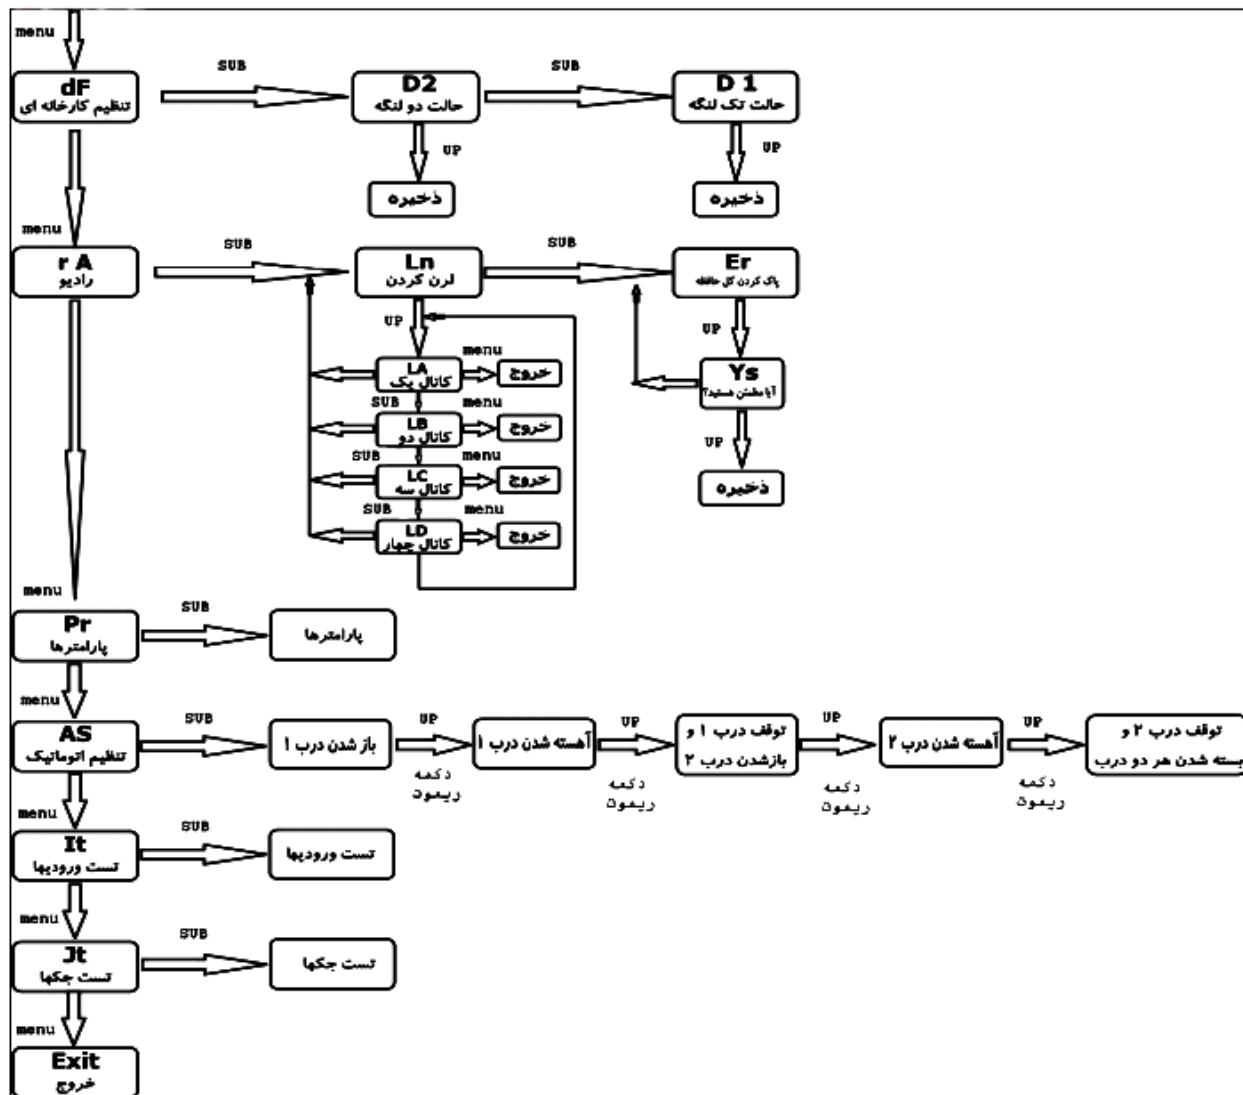 menu
dF
تنظیم کارخانه ای
SUB
D2
حالت دو لنگه
SUB
D 1
حالت تک لنگه
UP
ذخیره
UP
ذخیره
menu
r A
رادیو
SUB
Ln
لرن کردن
SUB
Er
پاک کردن کل حافظه
UP
UP
LA
کانال یک
menu
خروج
Ys
آیا مطمئن هستید؟
SUB
LB
کانال دو
menu
خروج
UP
SUB
LC
کانال سه
menu
خروج
ذخیره
SUB
LD
کانال چهار
menu
خروج
menu
Pr
پارامترها
SUB
پارامترها
menu
AS
تنظیم اتوماتیک
SUB
باز شدن درب 1
UP
دکمه
ریموت
آهسته شدن درب 1
UP
دکمه
ریموت
توقف درب 1 و
بازشدن درب ۲
UP
دکمه
ریموت
آهسته شدن درب ۲
UP
دکمه
ریموت
توقف درب ۲ و
بسته شدن هر دو درب
menu
It
تست ورودیها
SUB
تست ورودیها
menu
Jt
تست جکها
SUB
تست جکها
menu
Exit
خروج